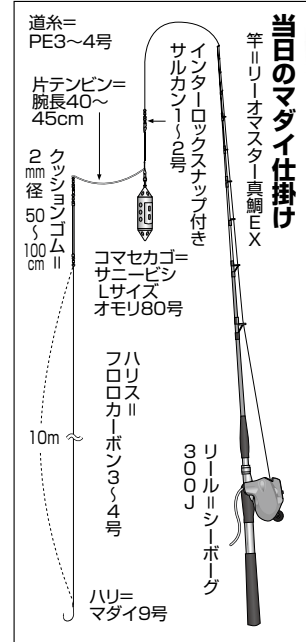 当日のマダイ仕掛け
竿＝リーオマスター真鯛ＥＸ
道糸＝
PE3〜4号
インターロックスナップ付き
サルカン1〜2号
片テンビン＝
腕長40〜
45cm
クッションゴム＝
2mm径 50〜100cm
コマセカゴ＝
サニービシ
Lサイズ
オモリ80号
ハリス＝
フロロカーボン3〜4号
10m
リール＝シーボーグ
３００Ｊ
ハリ＝
マダイ9号